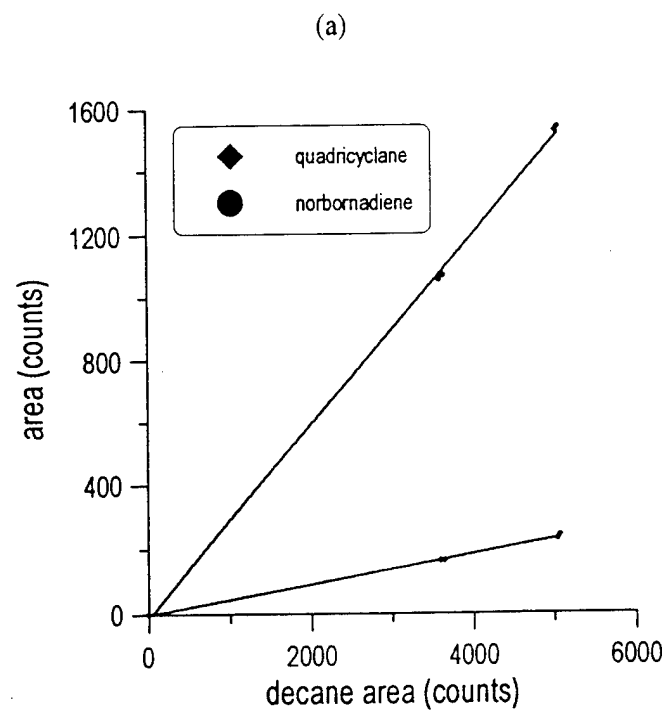 (a)
1600
1200
800
400
0
area (counts)
quadricyclane
norbornadiene
0 2000 4000 6000
decane area (counts)